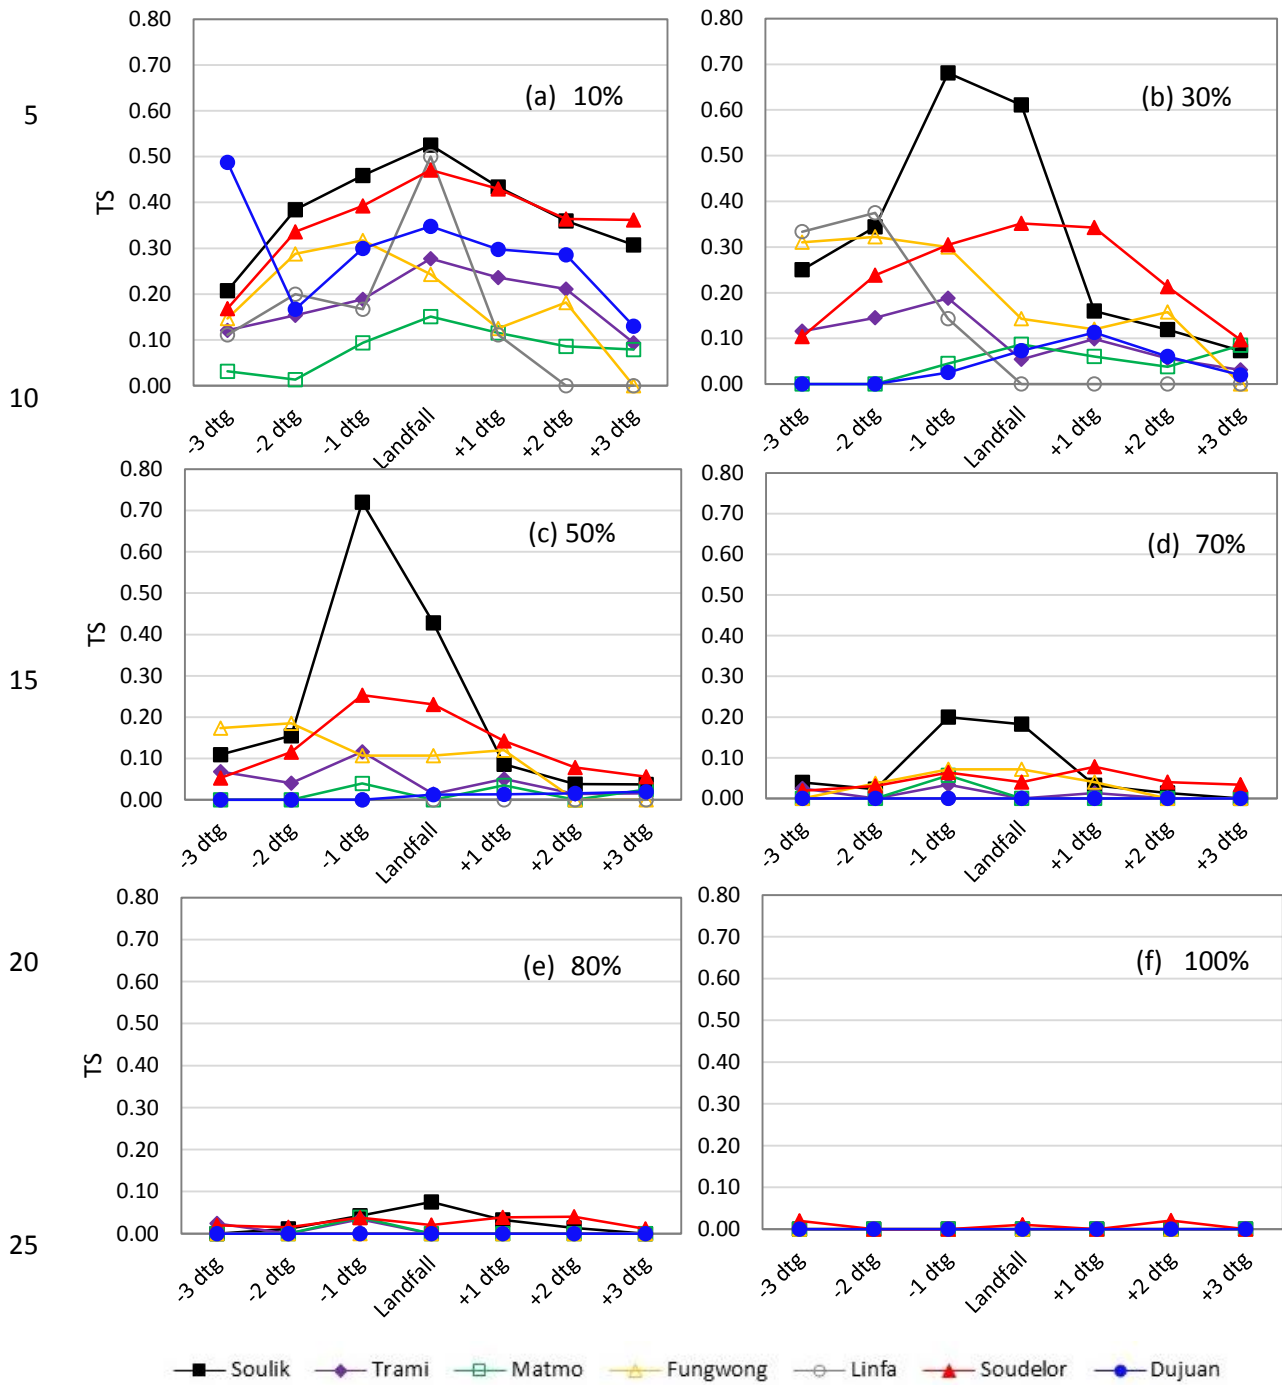 0.80
0.70
0.60
0.50
0.40
0.30
0.20
0.10
0.00
TS
(a) 10%
-3 dtg
-2 dtg
-1 dtg
Landfall
+1 dtg
+2 dtg
+3 dtg
0.80
0.70
0.60
0.50
0.40
0.30
0.20
0.10
0.00
(b) 30%
-3 dtg
-2 dtg
-1 dtg
Landfall
+1 dtg
+2 dtg
+3 dtg
5
10
0.80
0.70
0.60
0.50
0.40
0.30
0.20
0.10
0.00
TS
(c) 50%
-3 dtg
-2 dtg
-1 dtg
Landfall
+1 dtg
+2 dtg
+3 dtg
0.80
0.70
0.60
0.50
0.40
0.30
0.20
0.10
0.00
(d) 70%
-3 dtg
-2 dtg
-1 dtg
Landfall
+1 dtg
+2 dtg
+3 dtg
15
0.80
0.70
0.60
0.50
0.40
0.30
0.20
0.10
0.00
TS
(e) 80%
-3 dtg
-2 dtg
-1 dtg
Landfall
+1 dtg
+2 dtg
+3 dtg
0.80
0.70
0.60
0.50
0.40
0.30
0.20
0.10
0.00
(f) 100%
-3 dtg
-2 dtg
-1 dtg
Landfall
+1 dtg
+2 dtg
+3 dtg
20
25
Soulik Trami Matmo Fungwong Linfa Soudelor Dujuan